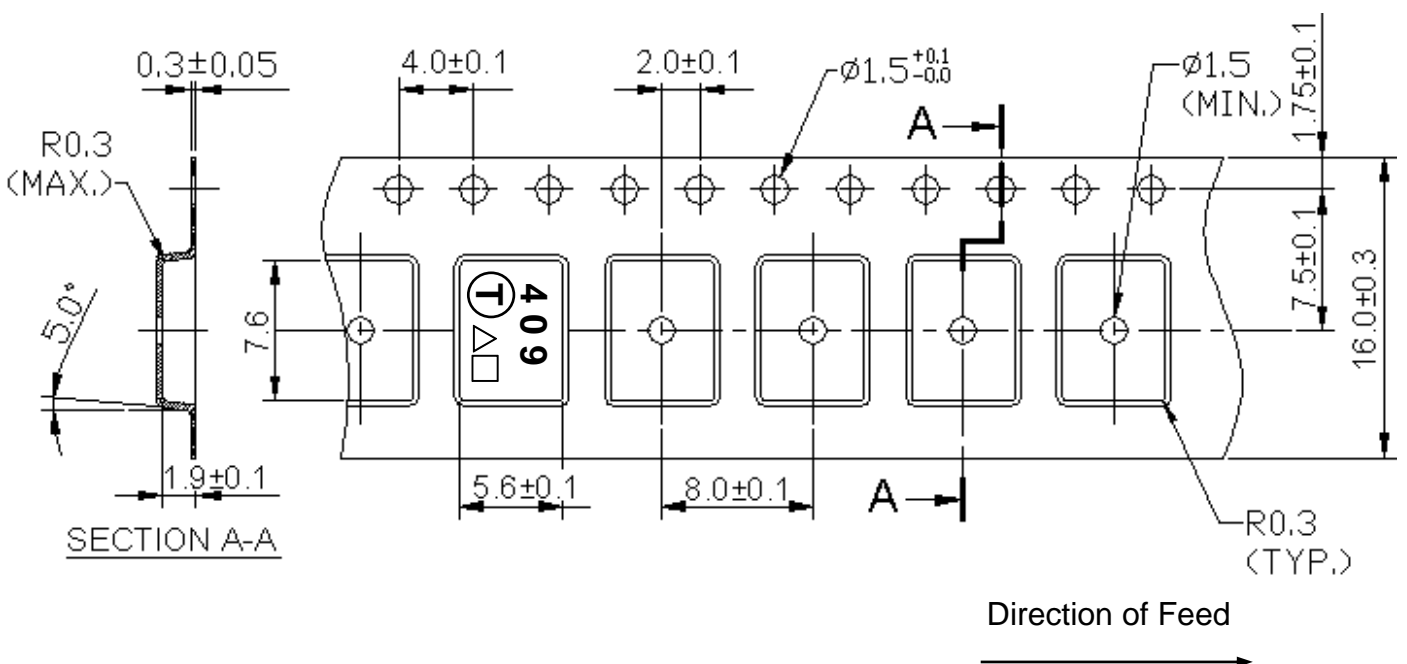 0.3±0.05
4.0±0.1
2.0±0.1
Ø1.5 +0.1 -0.0
A
Ø1.5
(MIN.)
1.75±0.1
R0.3
(MAX.)
7.5±0.1
16.0±0.3
5.0°
7.6
T
409
1.9±0.1
5.6±0.1
8.0±0.1
A
R0.3
(TYP.)
SECTION A-A
Direction of Feed